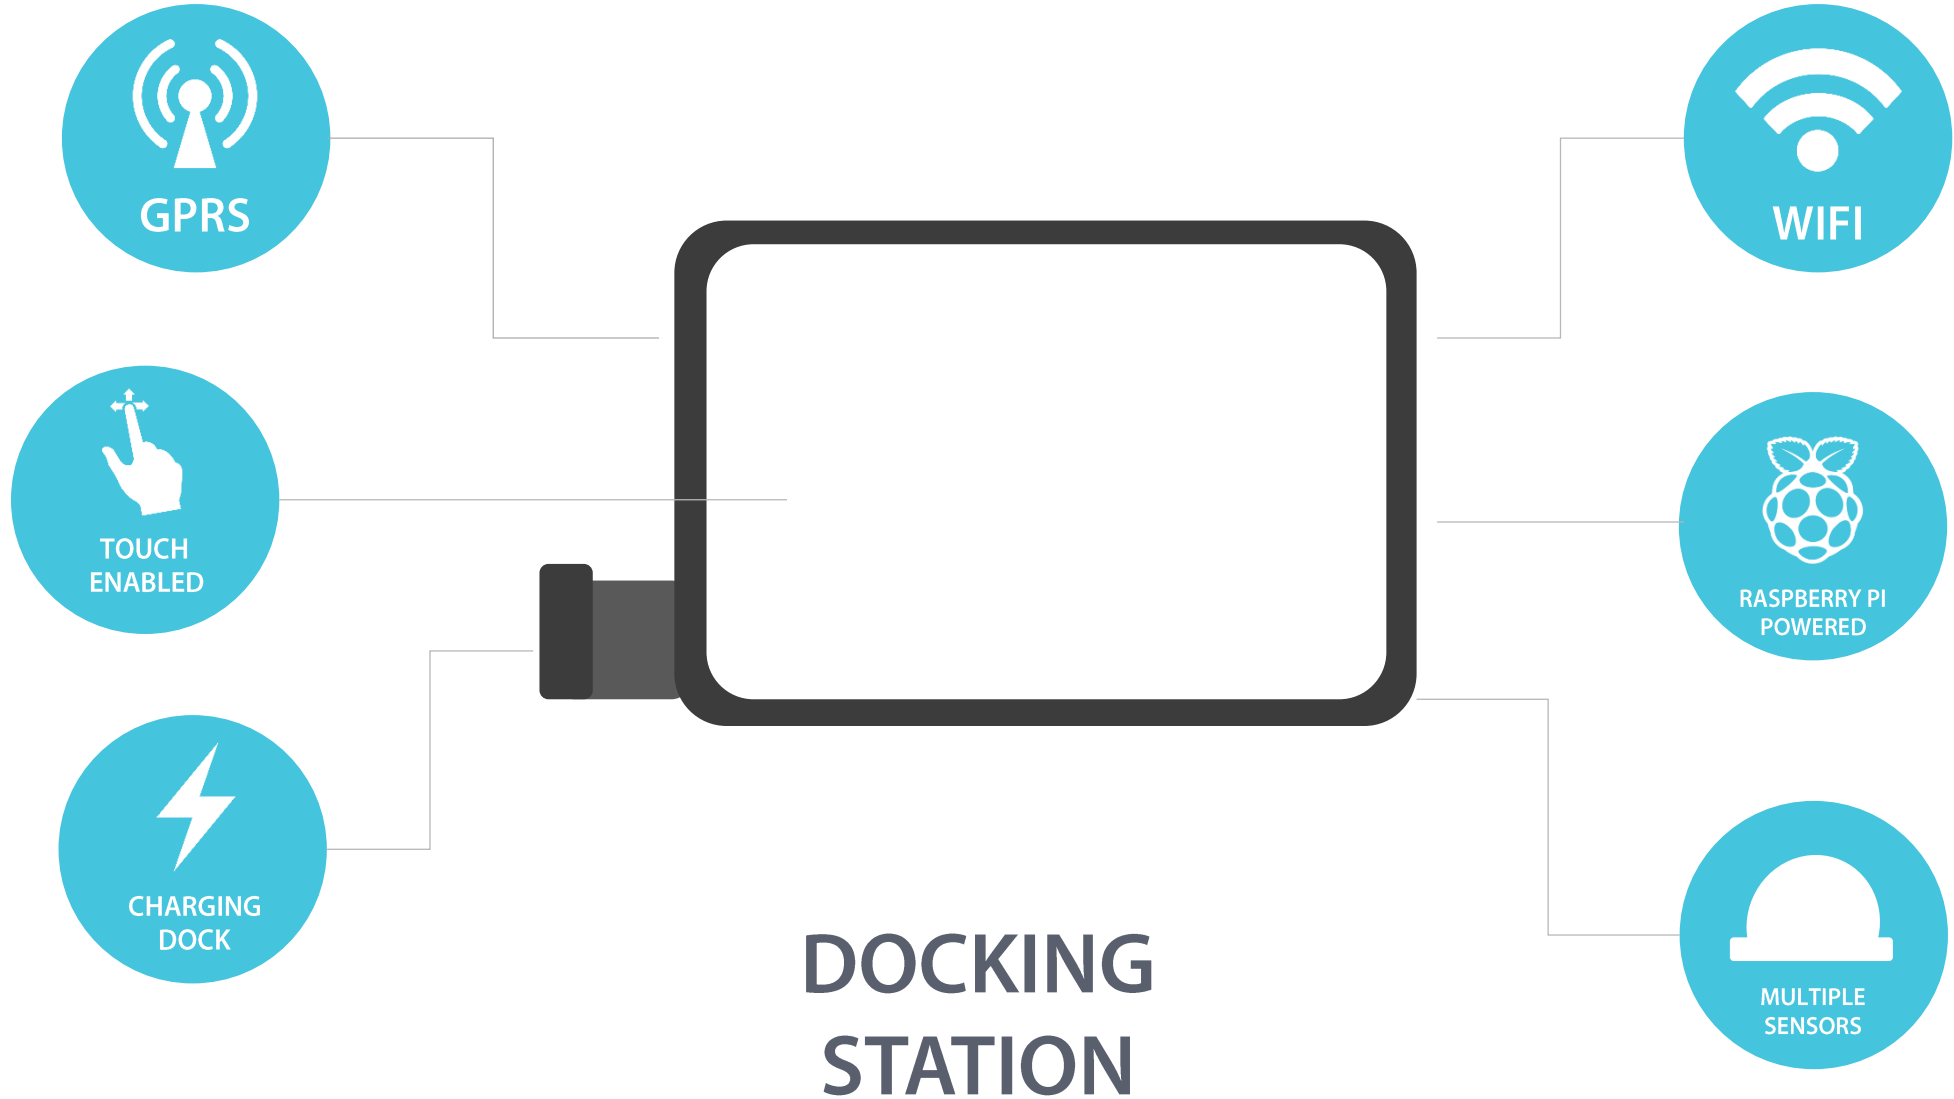 GPRS
WIFI
TOUCH
ENABLED
RASPBERRY PI
POWERED
CHARGING
DOCK
MULTIPLE
SENSORS
DOCKING
STATION